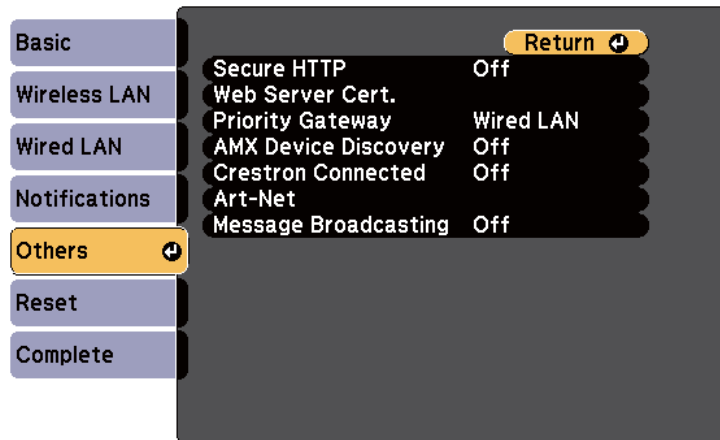 Basic
Wireless LAN
Wired LAN
Notifications
Others
Reset
Complete
Return
Secure HTTP Off
Web Server Cert.
Priority Gateway Wired LAN
AMX Device Discovery Off
Crestron Connected Off
Art-Net
Message Broadcasting Off